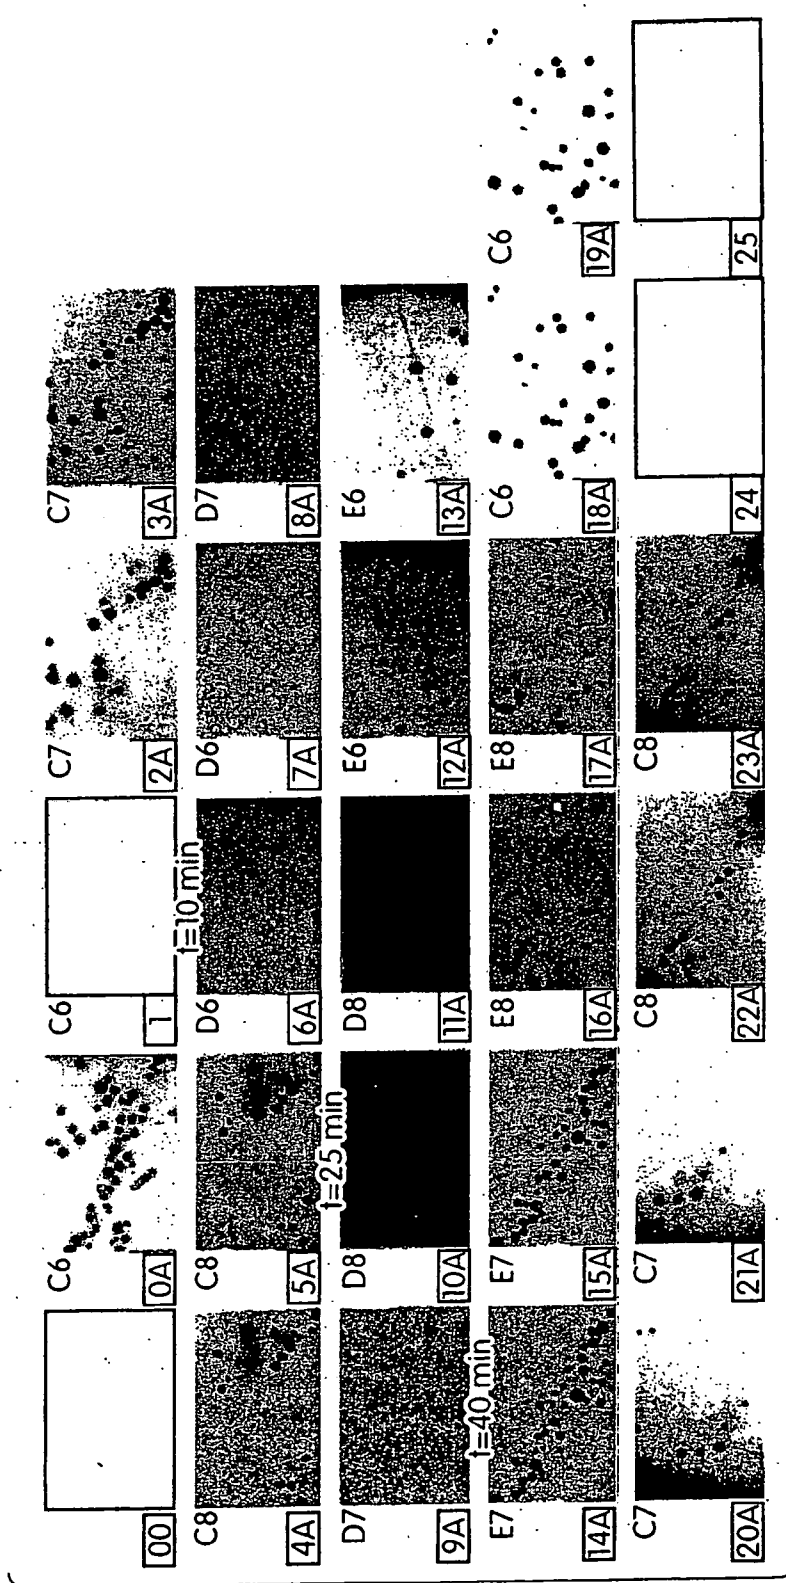 C6 C6 C7 C7
00 0A 1 2A 3A
t=10 min
C8 C8 D6 D6 D7
4A 5A 6A 7A 8A
t=25 min
D7 D8 D8 E6 E6
9A 10A 11A 12A 13A
t=40 min
E7 E7 E8 E8 C6 C6
14A 15A 16A 17A 18A 19A
C7 C7 C8 C8
20A 21A 22A 23A 24 25